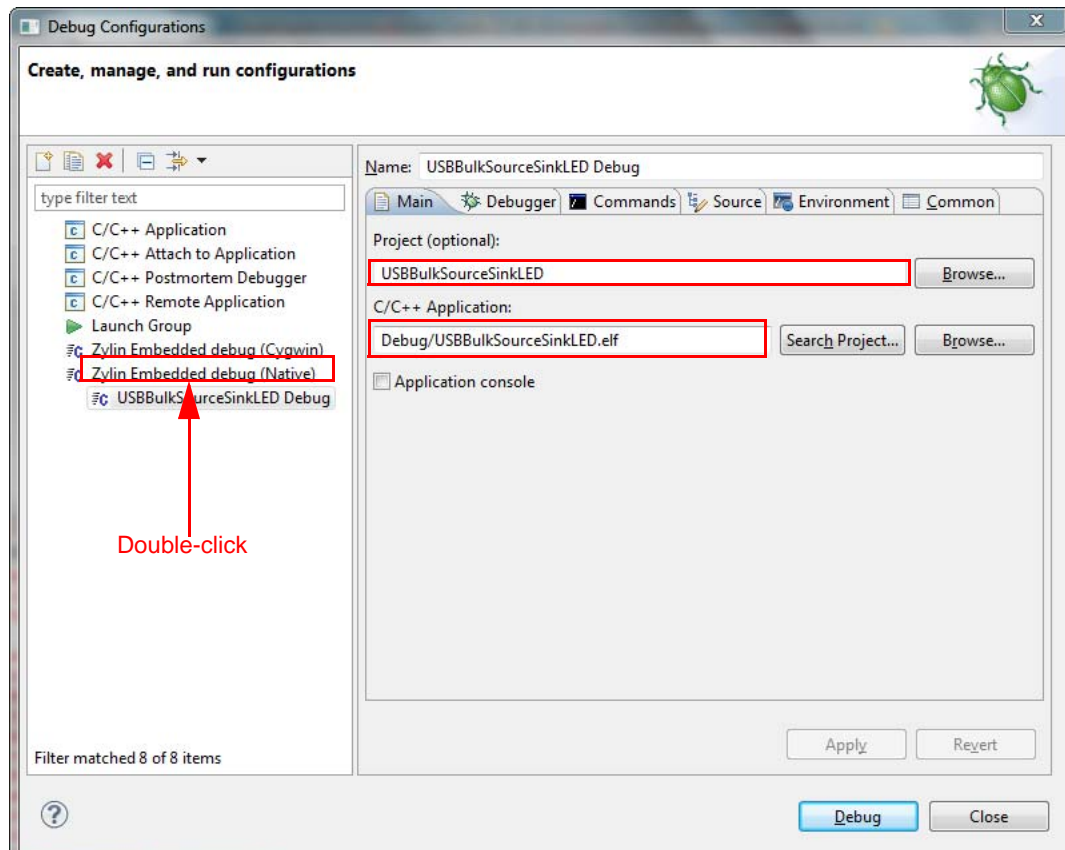 Debug Configurations
Create, manage, and run configurations
type filter text
C/C++ Application
C/C++ Attach to Application
C/C++ Postmortem Debugger
C/C++ Remote Application
Launch Group
Zylin Embedded debug (Cygwin)
Zylin Embedded debug (Native)
USBBulkSourceSinkLED Debug
Double-click
Filter matched 8 of 8 items
Name: USBBulkSourceSinkLED Debug
Main Debugger Commands Source Environment Common
Project (optional):
USBBulkSourceSinkLED Browse...
C/C++ Application:
Debug/USBBulkSourceSinkLED.elf Search Project... Browse...
Application console
Apply Revert
Debug Close